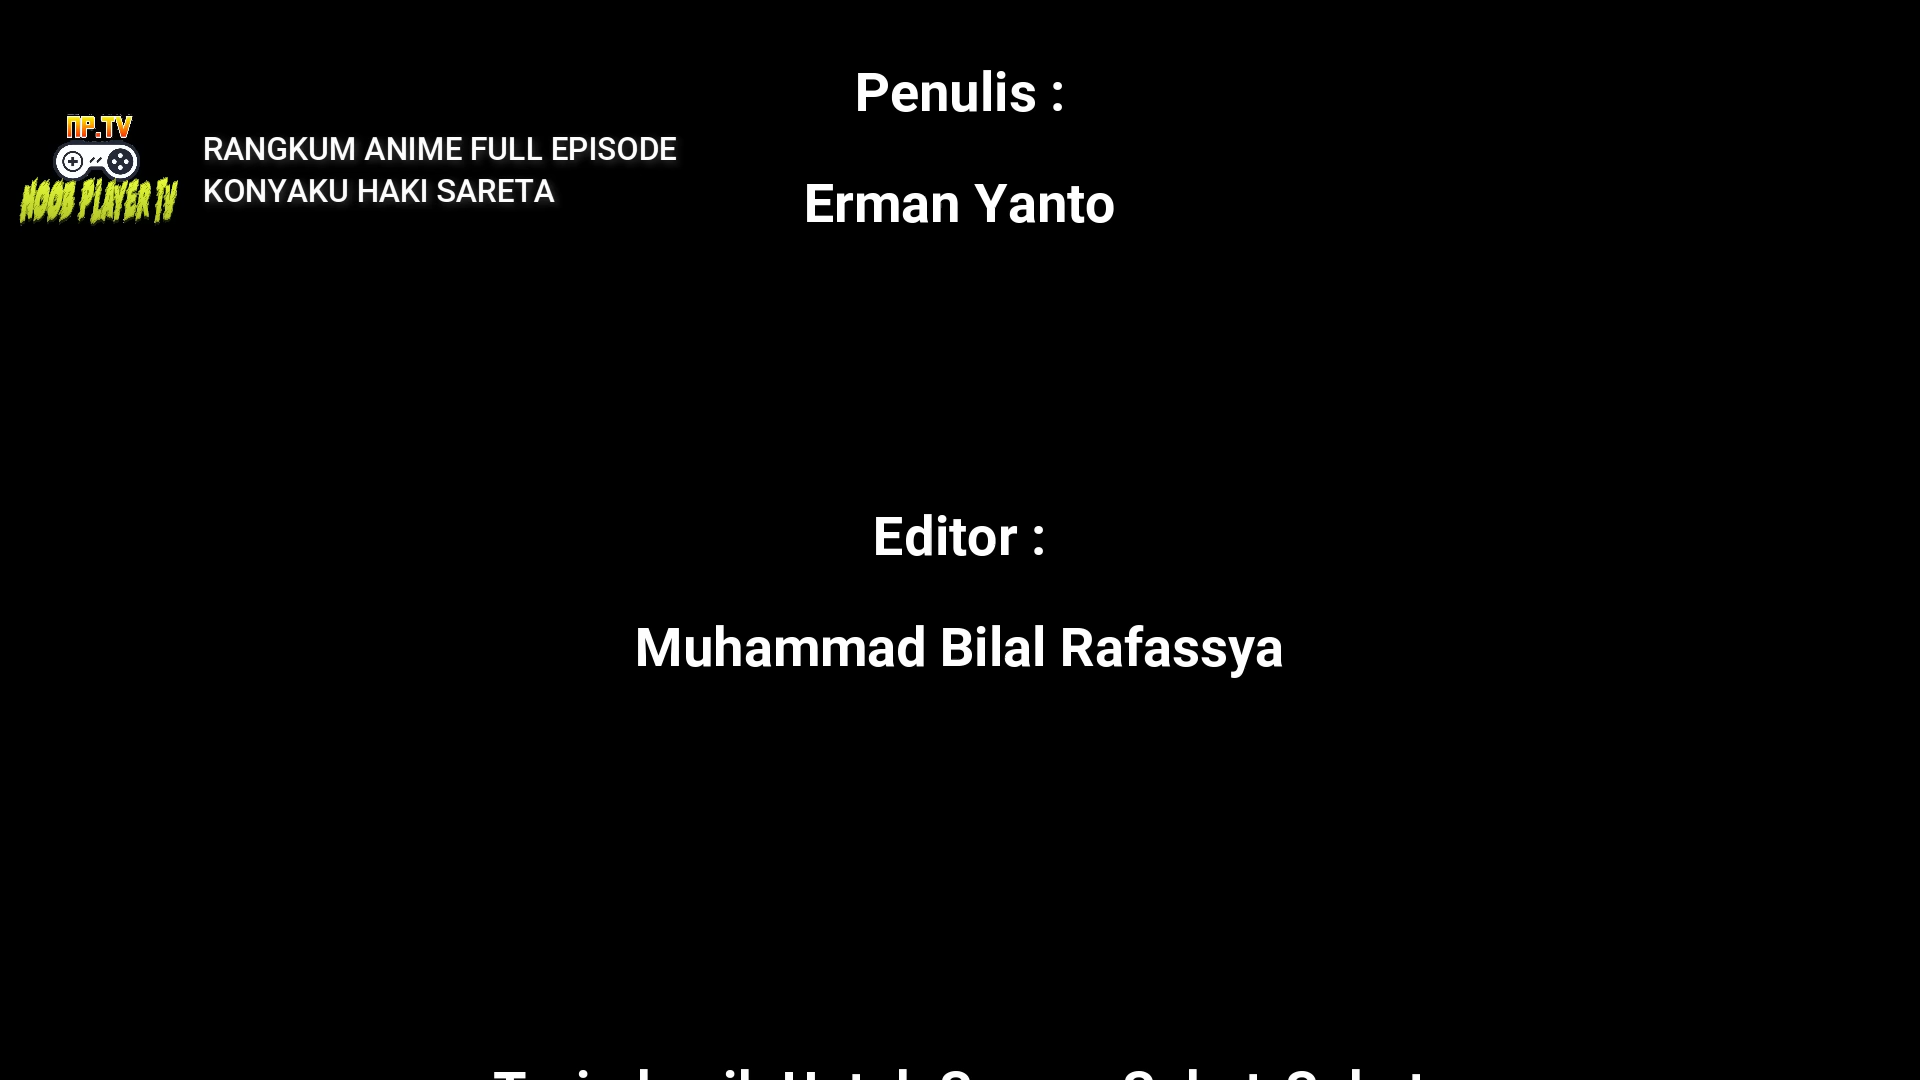 Penulis :
NP.TV
NOOB PLAYER TV
RANGKUM ANIME FULL EPISODE
KONYAKU HAKI SARETA
Erman Yanto
Editor :
Muhammad Bilal Rafassya